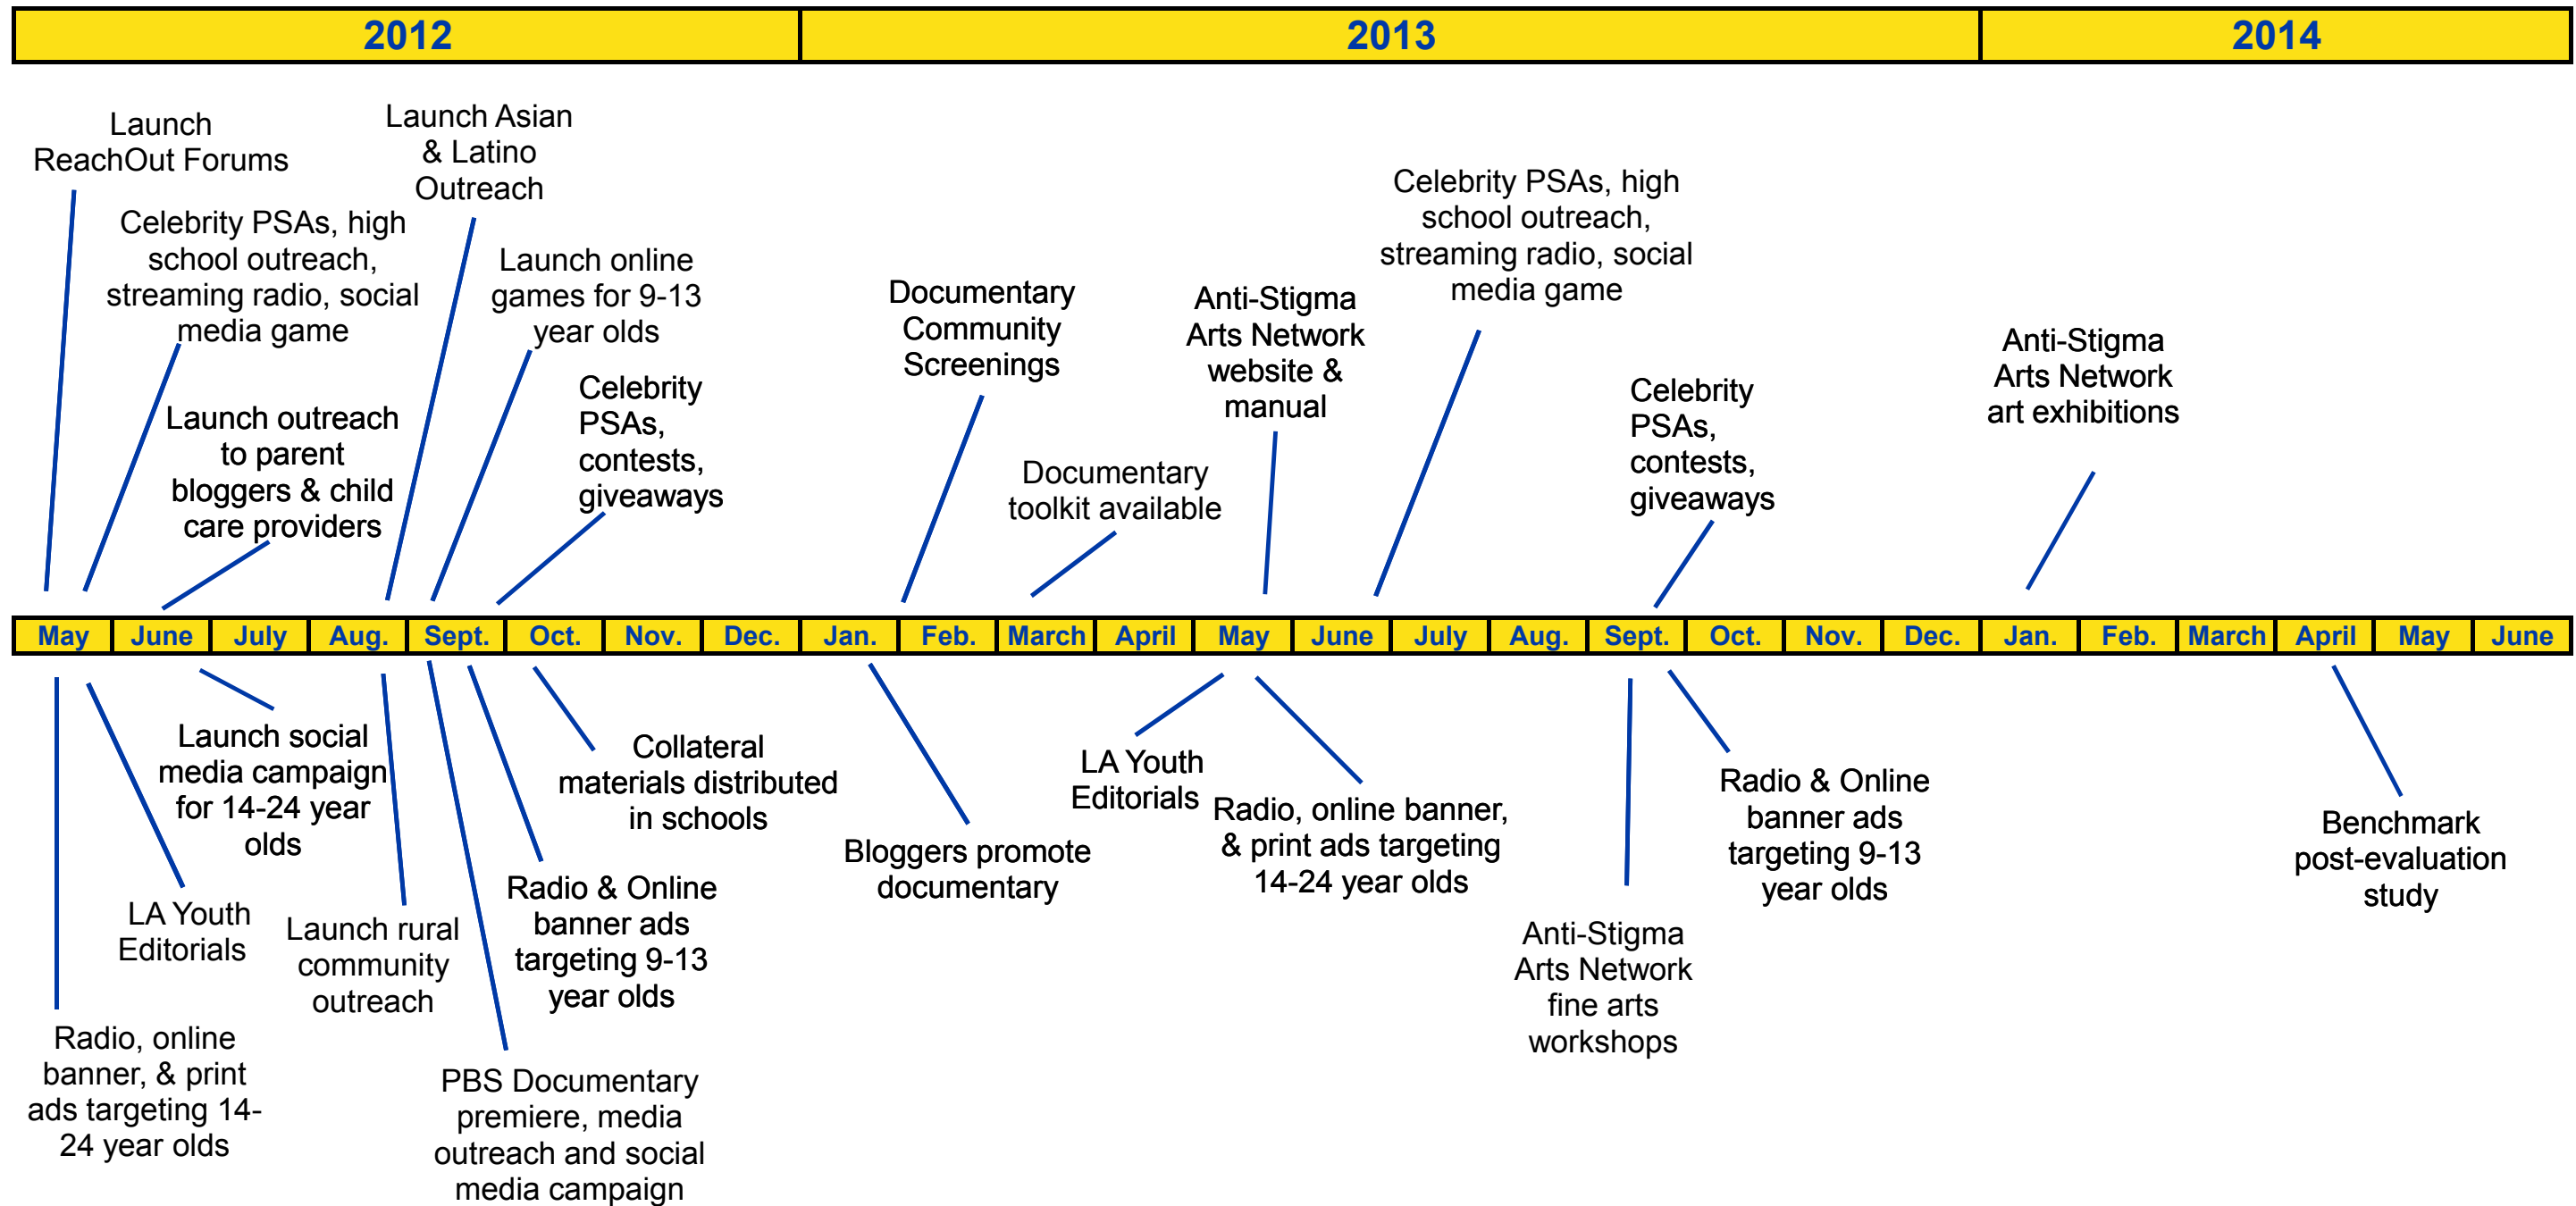 2012
2013
2014
Launch
ReachOut Forums
Celebrity PSAs, high
school outreach,
streaming radio, social
media game
Launch outreach
to parent
bloggers & child
care providers
Launch Asian
& Latino
Outreach
Launch online
games for 9-13
year olds
Celebrity
PSAs,
contests,
giveaways
Documentary
Community
Screenings
Documentary
toolkit available
Anti-Stigma
Arts Network
website &
manual
Celebrity PSAs, high
school outreach,
streaming radio, social
media game
Celebrity
PSAs,
contests,
giveaways
Anti-Stigma
Arts Network
art exhibitions
May
June
July
Aug.
Sept.
Oct.
Nov.
Dec.
Jan.
Feb.
March
April
May
June
July
Aug.
Sept.
Oct.
Nov.
Dec.
Jan.
Feb.
March
April
May
June
Radio, online
banner, & print
ads targeting 14-
24 year olds
LA Youth
Editorials
Launch social
media campaign
for 14-24 year
olds
Launch rural
community
outreach
PBS Documentary
premiere, media
outreach and social
media campaign
Radio & Online
banner ads
targeting 9-13
year olds
Collateral
materials distributed
in schools
Bloggers promote
documentary
LA Youth
Editorials
Radio, online banner,
& print ads targeting
14-24 year olds
Anti-Stigma
Arts Network
fine arts
workshops
Radio & Online
banner ads
targeting 9-13
year olds
Benchmark
post-evaluation
study